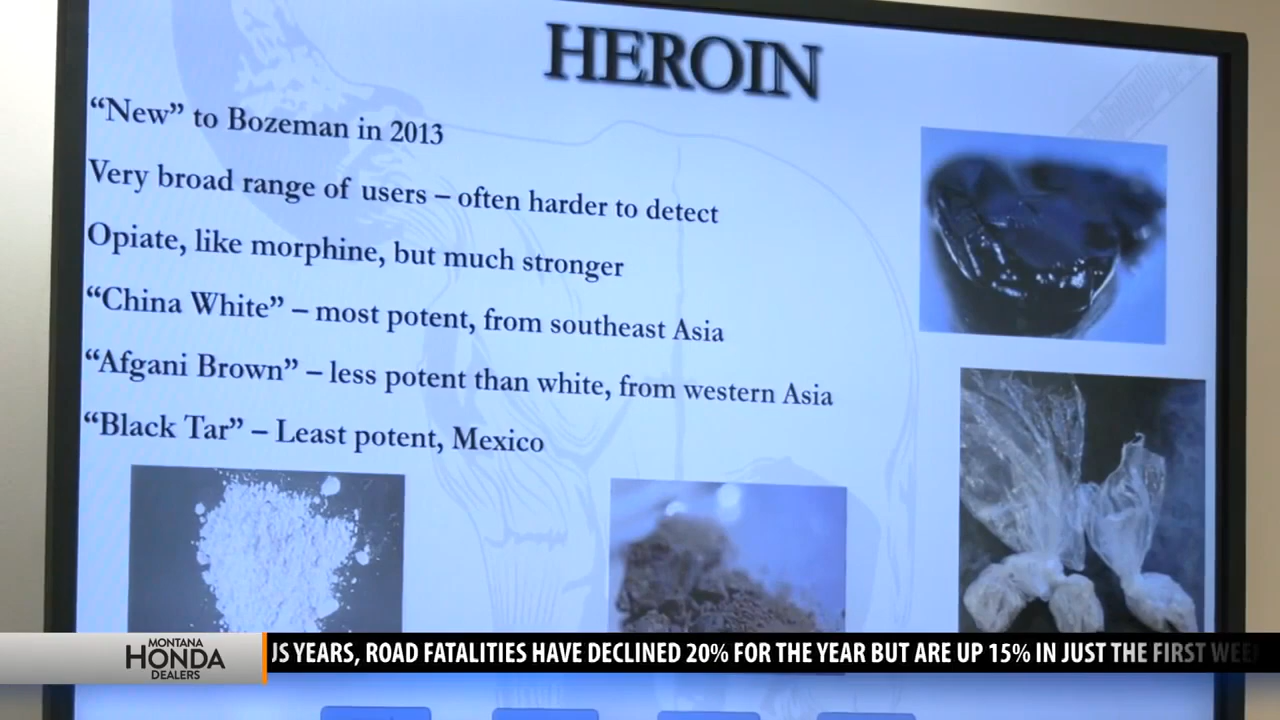 HEROIN
“New” to Bozeman in 2013
Very broad range of users – often harder to detect
Opiate, like morphine, but much stronger
“China White” – most potent, from southeast Asia
“Afgani Brown” – less potent than white, from western Asia
“Black Tar” – Least potent, Mexico
MONTANA
HONDA
DEALERS
YEARS, ROAD FATALITIES HAVE DECLINED 20% FOR THE YEAR BUT ARE UP 15% IN JUST THE FIRST